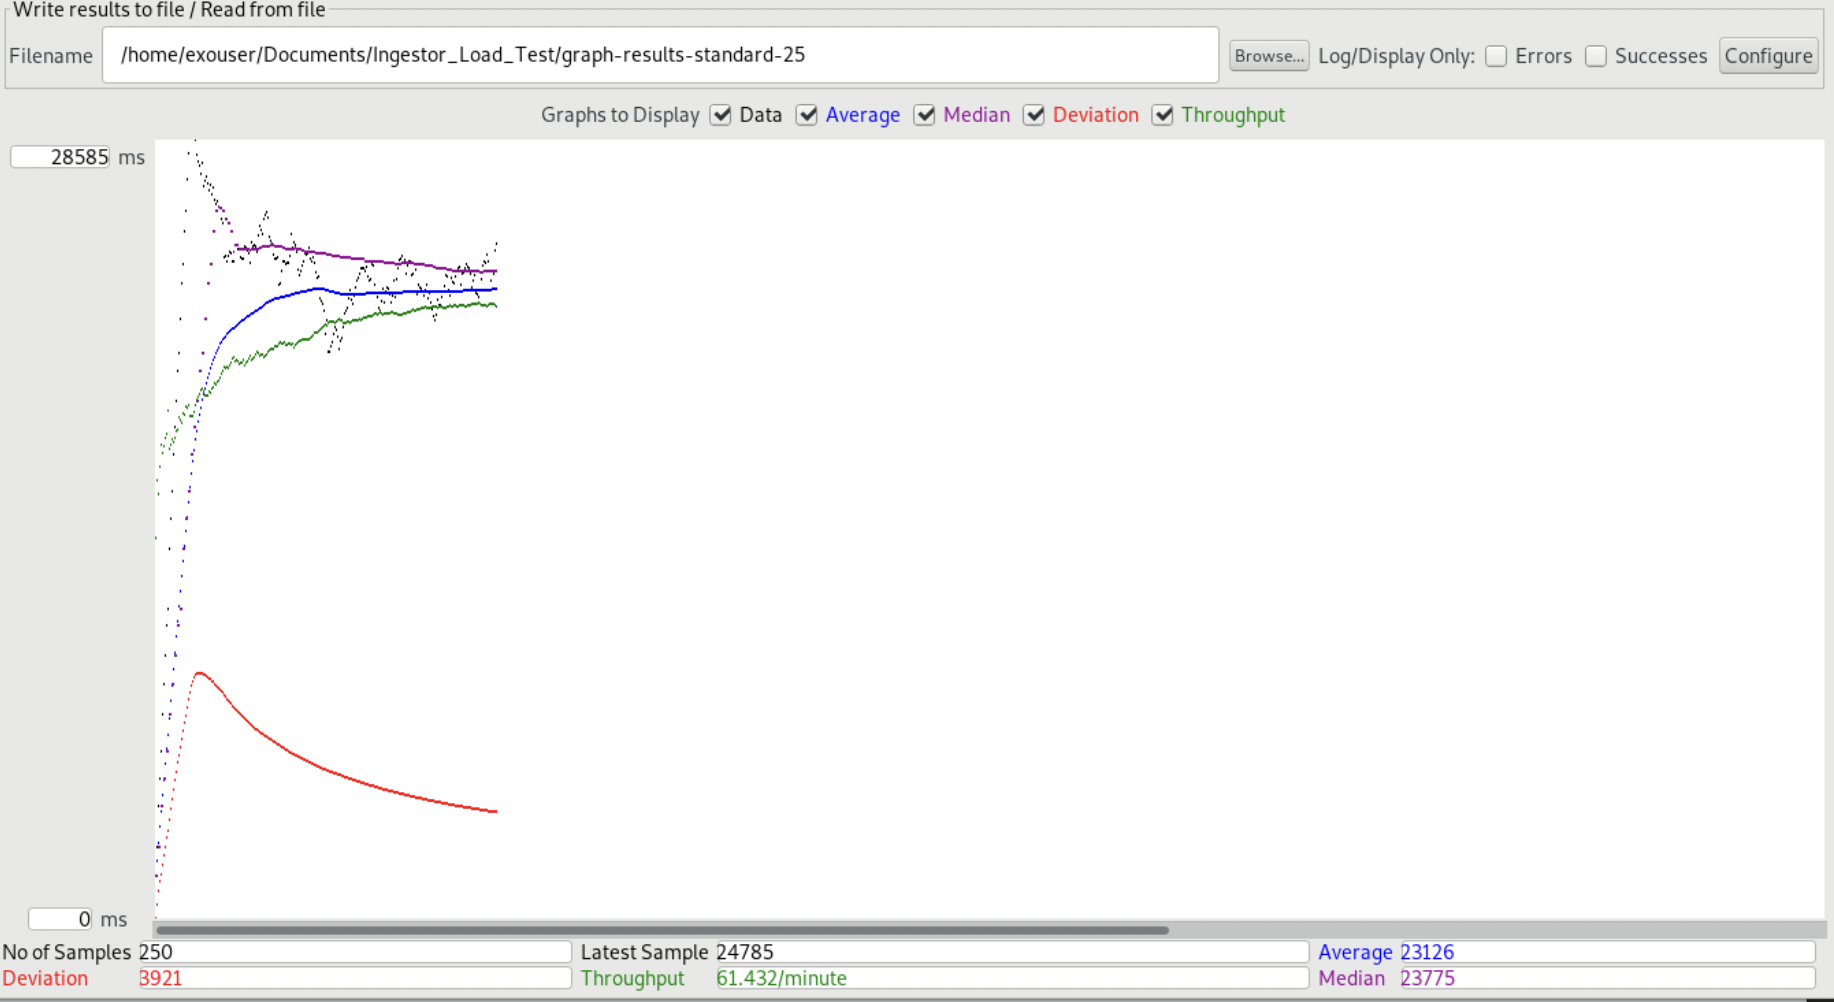 Write results to file / Read from file
Filename /home/exouser/Documents/Ingestor_Load_Test/graph-results-standard-25 Browse... Log/Display Only: Errors Successes Configure
Graphs to Display Data Average Median Deviation Throughput
28585 ms
0 ms
No of Samples 250 Latest Sample 24785 Average 23126
Deviation 3921 Throughput 61.432/minute Median 23775